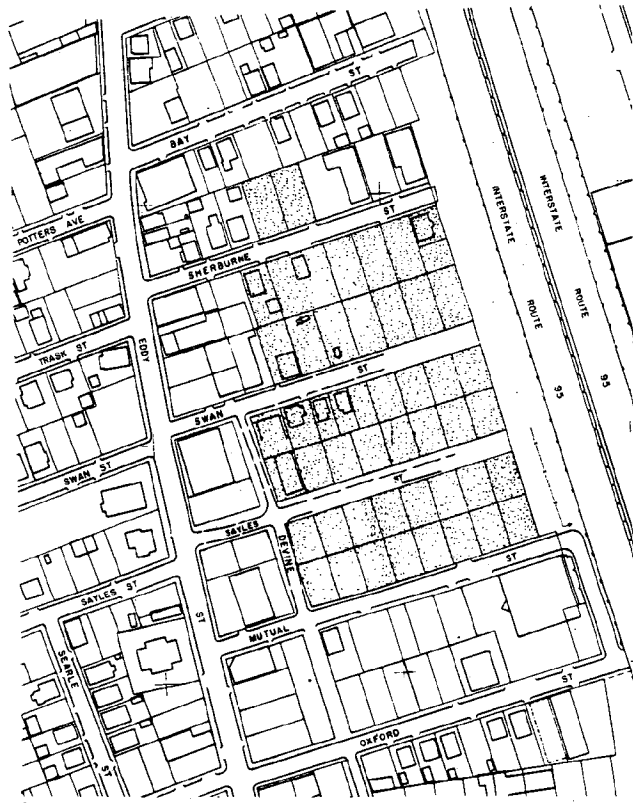 BAY ST
POTTERS AVE
SHERBURNE ST
INTERSTATE ROUTE 95
INTERSTATE ROUTE 95
EDDY ST
TRASK ST
SWAN ST
SWAN ST
SAYLES ST
DEVINE
SAYLES ST
MUTUAL ST
SEARLE ST
OXFORD ST